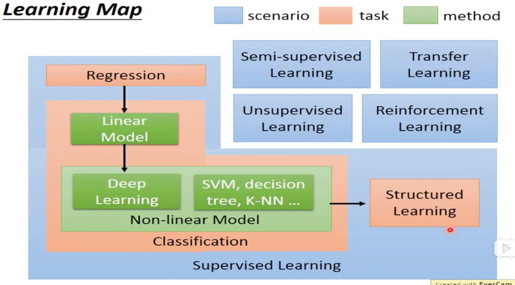 Learning Map
scenario
task
method
Regression
Semi-supervised
Learning
Transfer
Learning
Linear
Model
Unsupervised
Learning
Reinforcement
Learning
Deep
Learning
SVM, decision
tree, K-NN ...
Non-linear Model
Structured
Learning
Classification
Supervised Learning
Created with EverCam